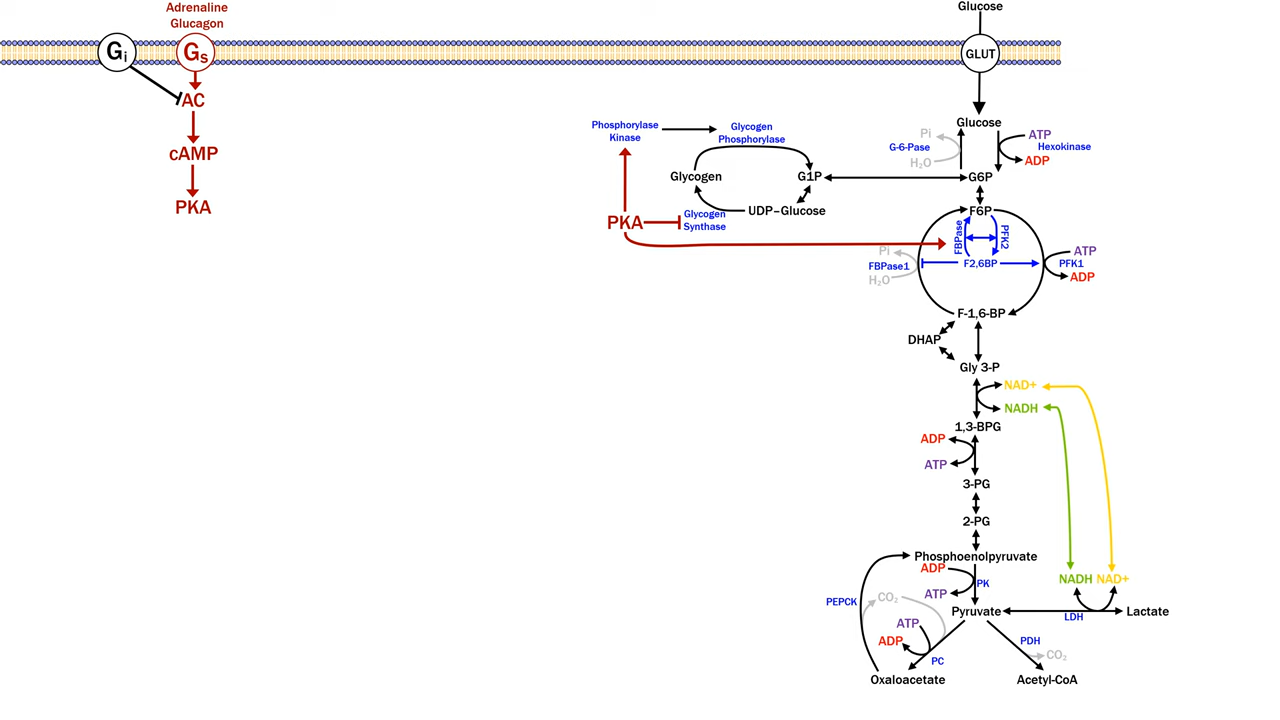 Adrenaline
Glucagon
Glucose
Gi
Gs
GLUT
AC
cAMP
PKA
Phosphorylase
Kinase
Glycogen
Phosphorylase
Glucose
Pi
G-6-Pase
H₂O
ATP
Hexokinase
ADP
Glycogen
G1P
G6P
PKA
Glycogen
Synthase
UDP–Glucose
F6P
FBPase
PFK2
F2,6BP
Pi
FBPase1
H₂O
ATP
PFK1
ADP
F-1,6-BP
DHAP
Gly 3-P
NAD+
NADH
1,3-BPG
ADP
ATP
3-PG
2-PG
Phosphoenolpyruvate
ADP
PK
ATP
NADH NAD+
PEPCK
CO₂
Pyruvate
LDH
Lactate
ATP
ADP
PC
PDH
CO₂
Oxaloacetate
Acetyl-CoA